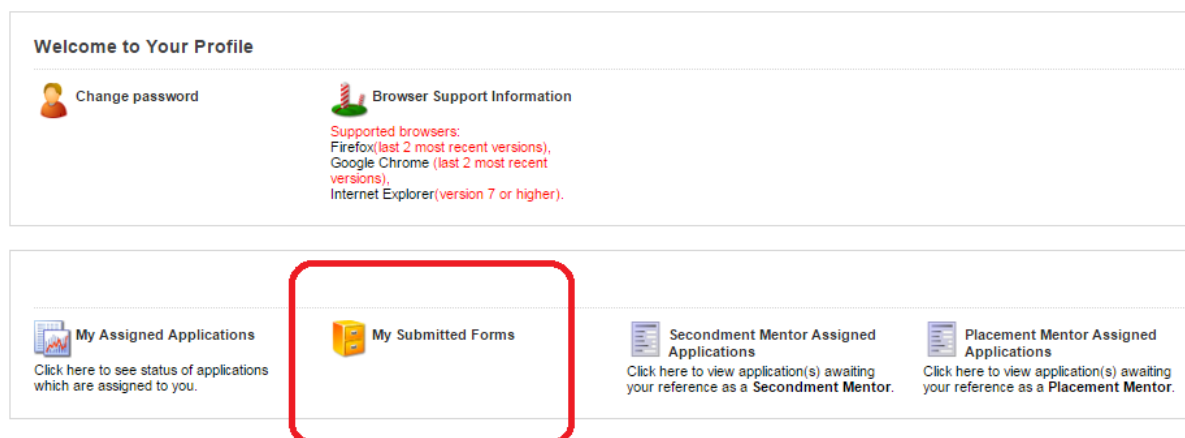 Welcome to Your Profile
Change password
Browser Support Information
Supported browsers:
Firefox(last 2 most recent versions),
Google Chrome (last 2 most recent
versions),
Internet Explorer(version 7 or higher).
My Assigned Applications
Click here to see status of applications
which are assigned to you.
My Submitted Forms
Secondment Mentor Assigned
Applications
Click here to view application(s) awaiting
your reference as a Secondment Mentor.
Placement Mentor Assigned
Applications
Click here to view application(s) awaiting
your reference as a Placement Mentor.